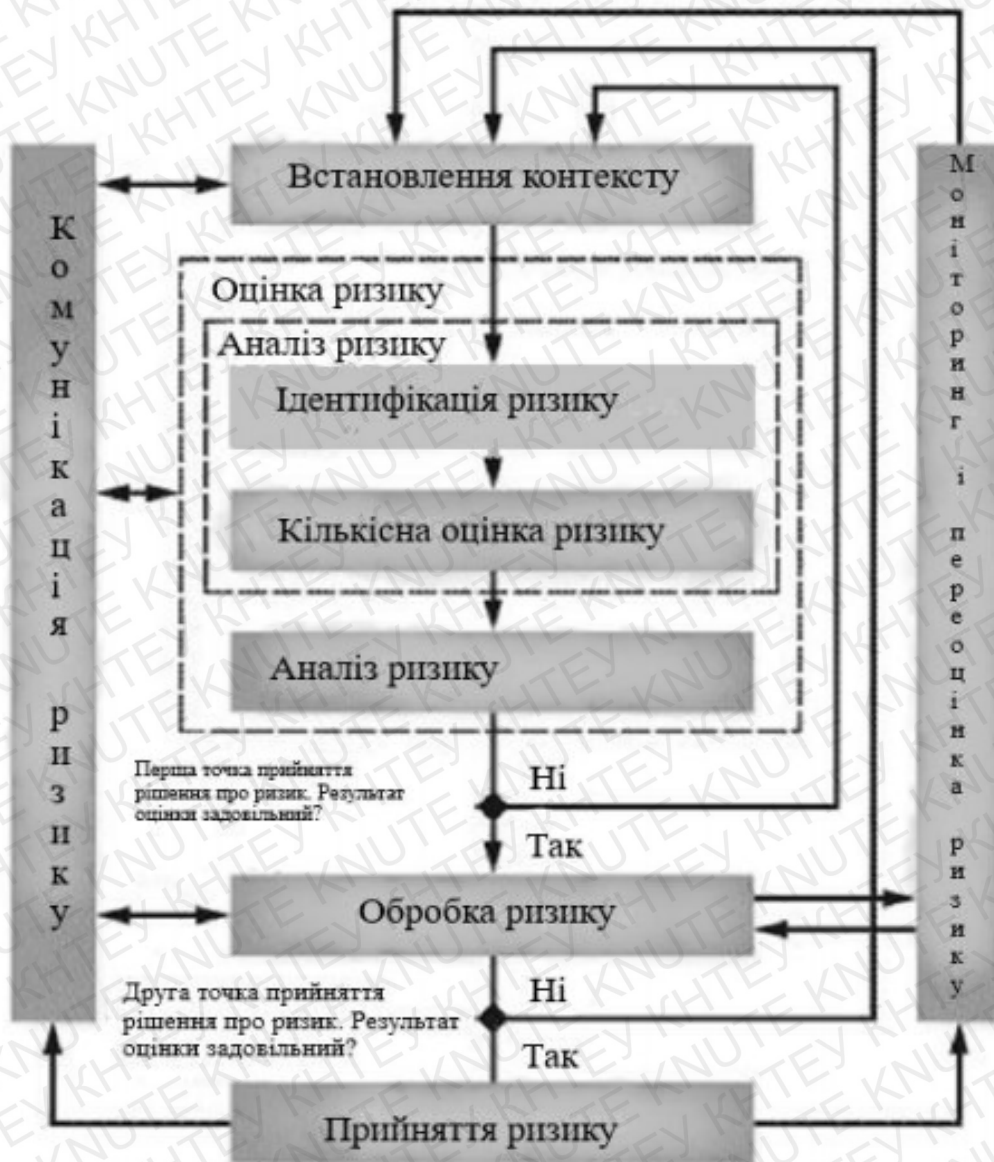 Встановлення контексту
Комунікація ризику
Моніторинг і переоцінка ризику
Оцінка ризику
Аналіз ризику
Ідентифікація ризику
Кількісна оцінка ризику
Аналіз ризику
Перша точка прийняття
рішення про ризик. Результат
оцінки задовільний?
Ні
Так
Обробка ризику
Друга точка прийняття
рішення про ризик. Результат
оцінки задовільний?
Ні
Так
Прийняття ризику
КНТЕУ KNUTE